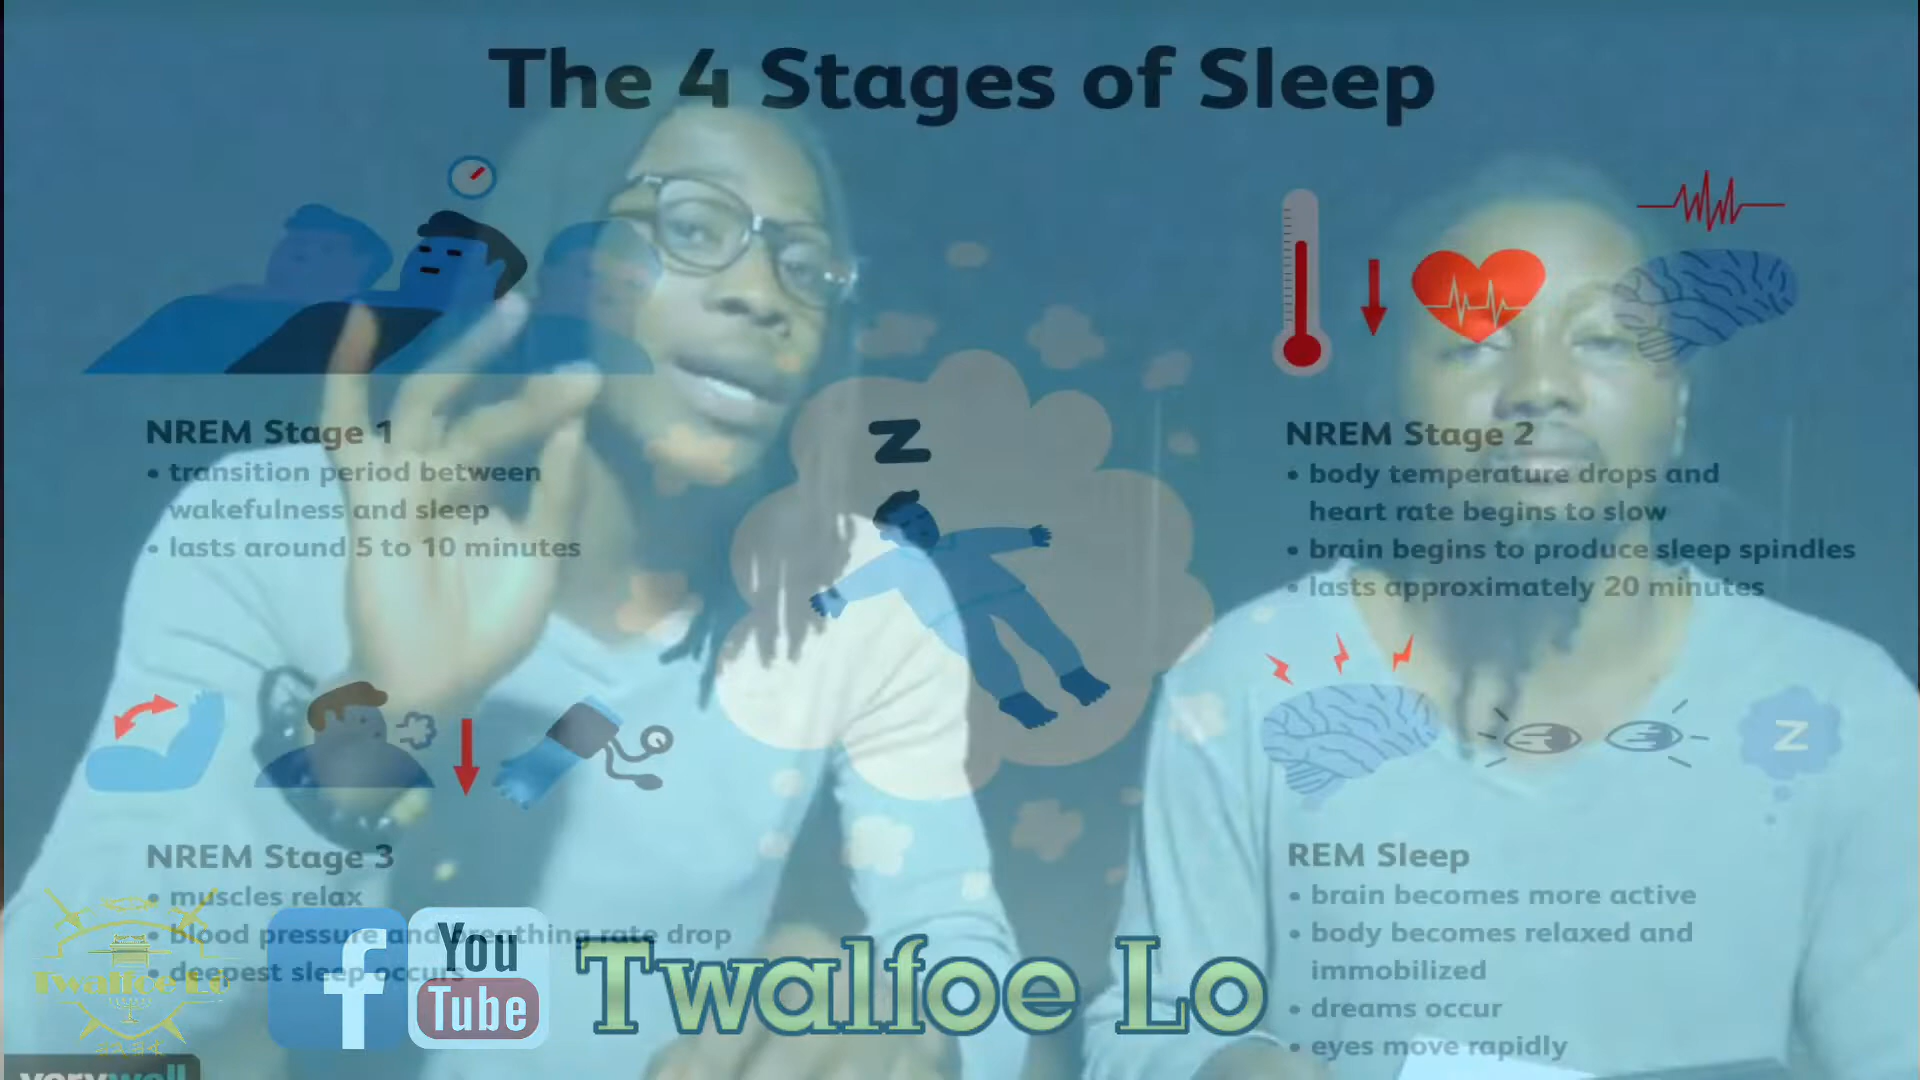 The 4 Stages of Sleep
NREM Stage 1
• transition period between
wakefulness and sleep
• lasts around 5 to 10 minutes
NREM Stage 2
• body temperature drops and
heart rate begins to slow
• brain begins to produce sleep spindles
• lasts approximately 20 minutes
NREM Stage 3
• muscles relax
• blood pressure and breathing rate drop
• deepest sleep occurs
REM Sleep
• brain becomes more active
• body becomes relaxed and
immobilized
• dreams occur
• eyes move rapidly
Z
Z
Twalfoe Lo
f
You
Tube
Twalfoe Lo
verywell